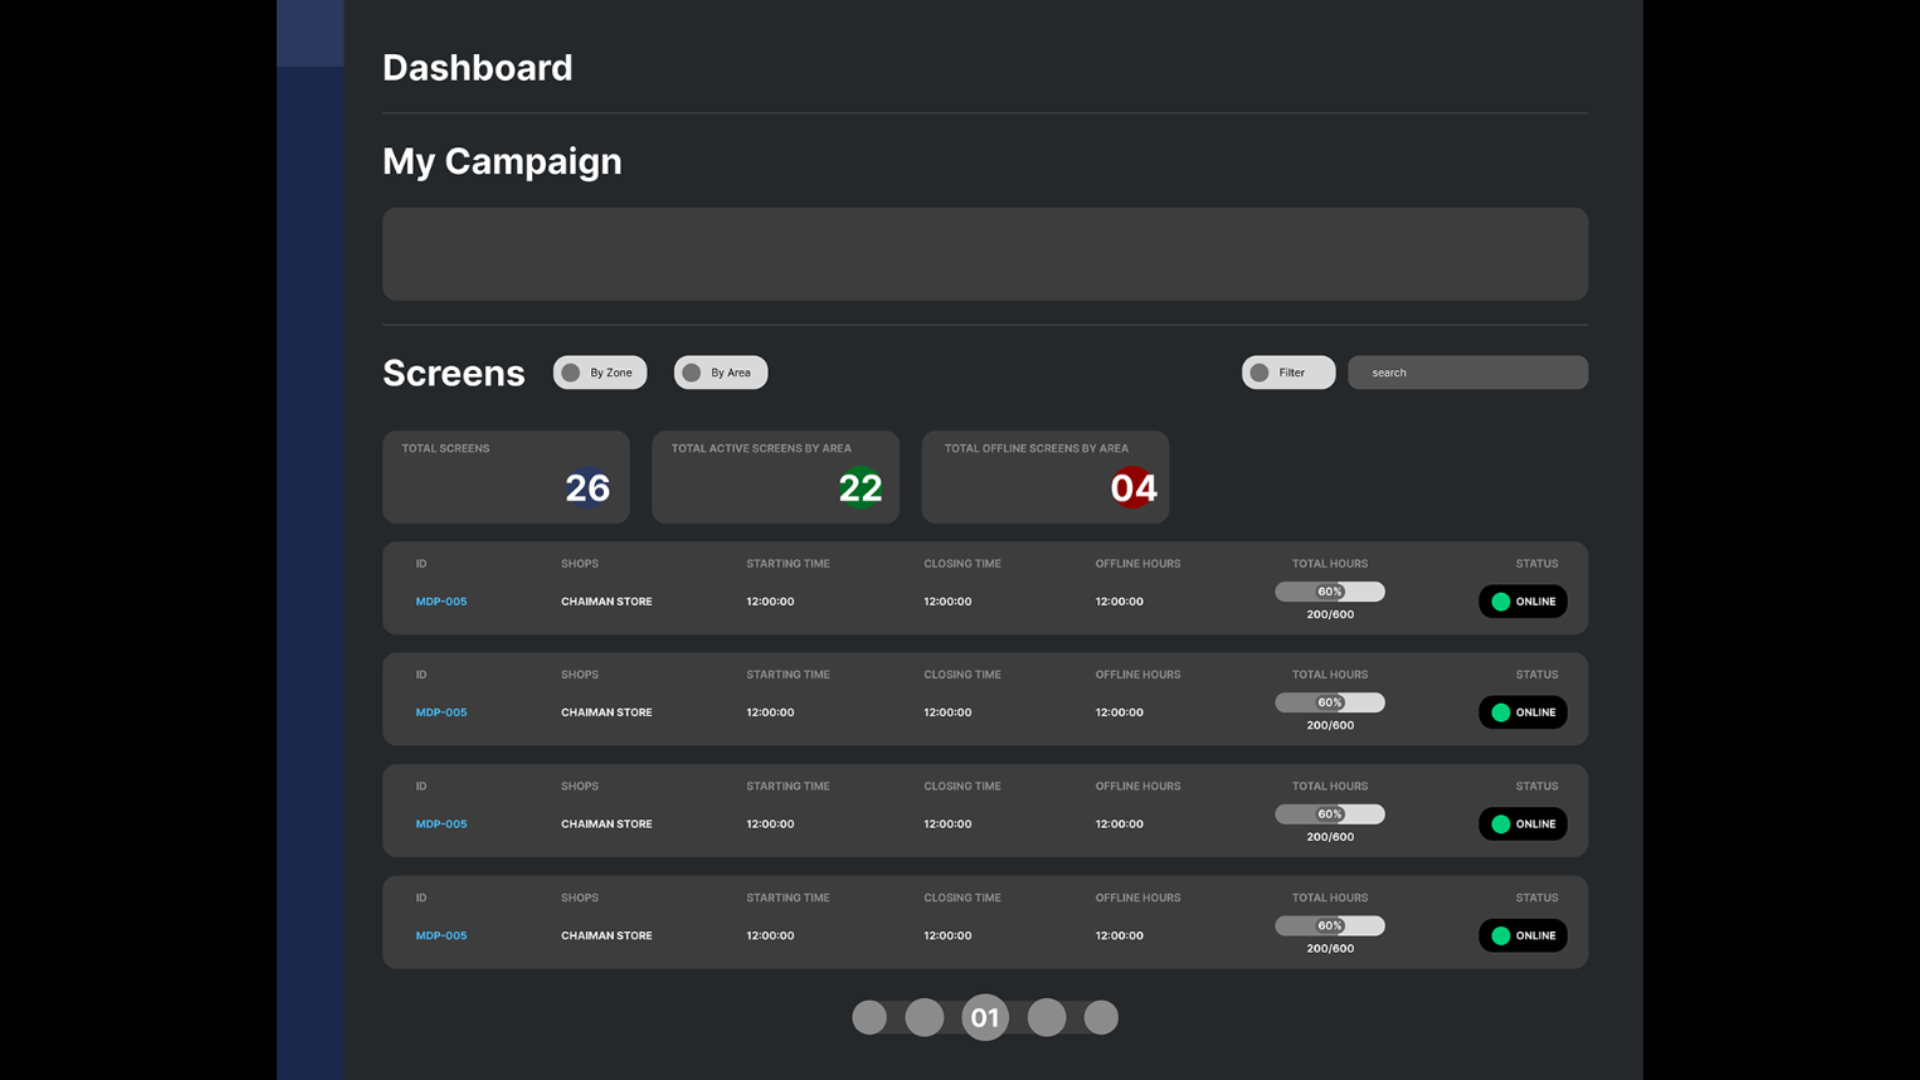 Dashboard
My Campaign
Screens By Zone By Area Filter search
TOTAL SCREENS TOTAL ACTIVE SCREENS BY AREA TOTAL OFFLINE SCREENS BY AREA
26 22 04
ID SHOPS STARTING TIME CLOSING TIME OFFLINE HOURS TOTAL HOURS STATUS
60%
MDP-005 CHAIMAN STORE 12:00:00 12:00:00 12:00:00 ONLINE
200/600
ID SHOPS STARTING TIME CLOSING TIME OFFLINE HOURS TOTAL HOURS STATUS
60%
MDP-005 CHAIMAN STORE 12:00:00 12:00:00 12:00:00 ONLINE
200/600
ID SHOPS STARTING TIME CLOSING TIME OFFLINE HOURS TOTAL HOURS STATUS
60%
MDP-005 CHAIMAN STORE 12:00:00 12:00:00 12:00:00 ONLINE
200/600
ID SHOPS STARTING TIME CLOSING TIME OFFLINE HOURS TOTAL HOURS STATUS
60%
MDP-005 CHAIMAN STORE 12:00:00 12:00:00 12:00:00 ONLINE
200/600
01